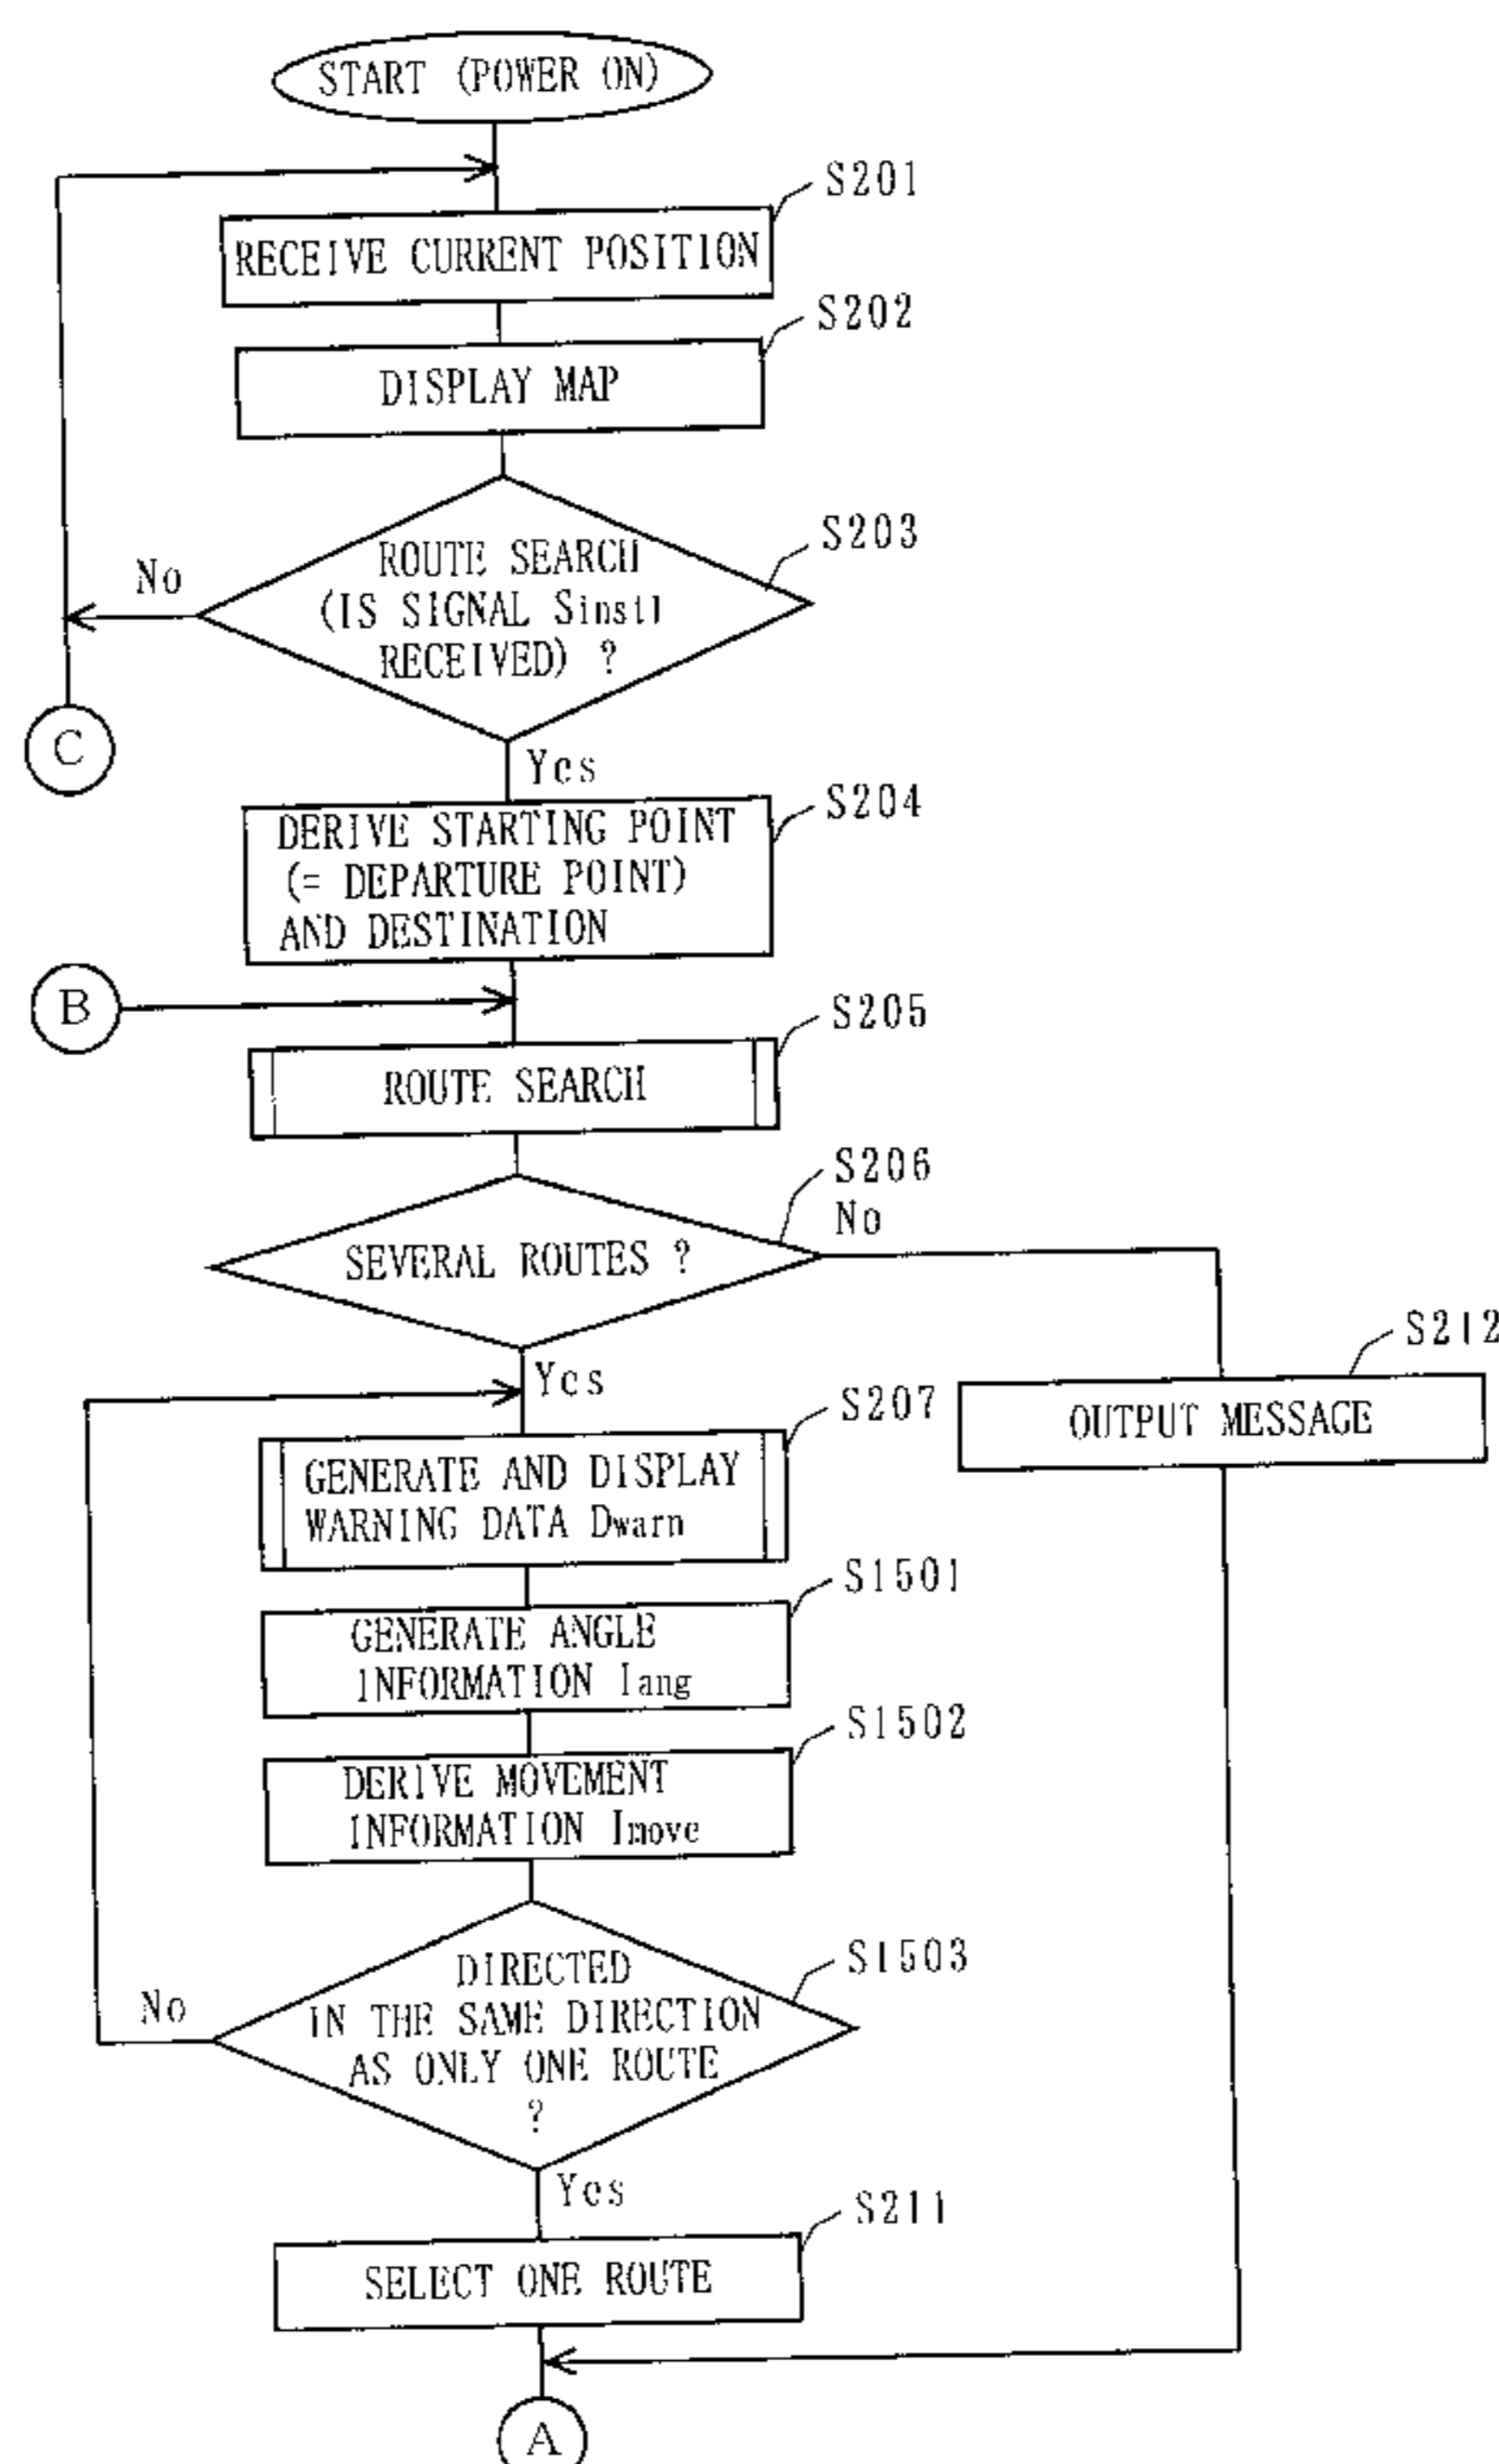 START (POWER ON)
S201
RECEIVE CURRENT POSITION
S202
DISPLAY MAP
S203
ROUTE SEARCH
(IS SIGNAL Sinst1
RECEIVED) ?
No
C
Yes
S204
DERIVE STARTING POINT
(= DEPARTURE POINT)
AND DESTINATION
B
S205
ROUTE SEARCH
S206
No
SEVERAL ROUTES ?
S212
Yes
OUTPUT MESSAGE
S207
GENERATE AND DISPLAY
WARNING DATA Dwarn
S1501
GENERATE ANGLE
INFORMATION Iang
S1502
DERIVE MOVEMENT
INFORMATION Imove
S1503
DIRECTED
IN THE SAME DIRECTION
AS ONLY ONE ROUTE
?
No
Yes
S211
SELECT ONE ROUTE
A